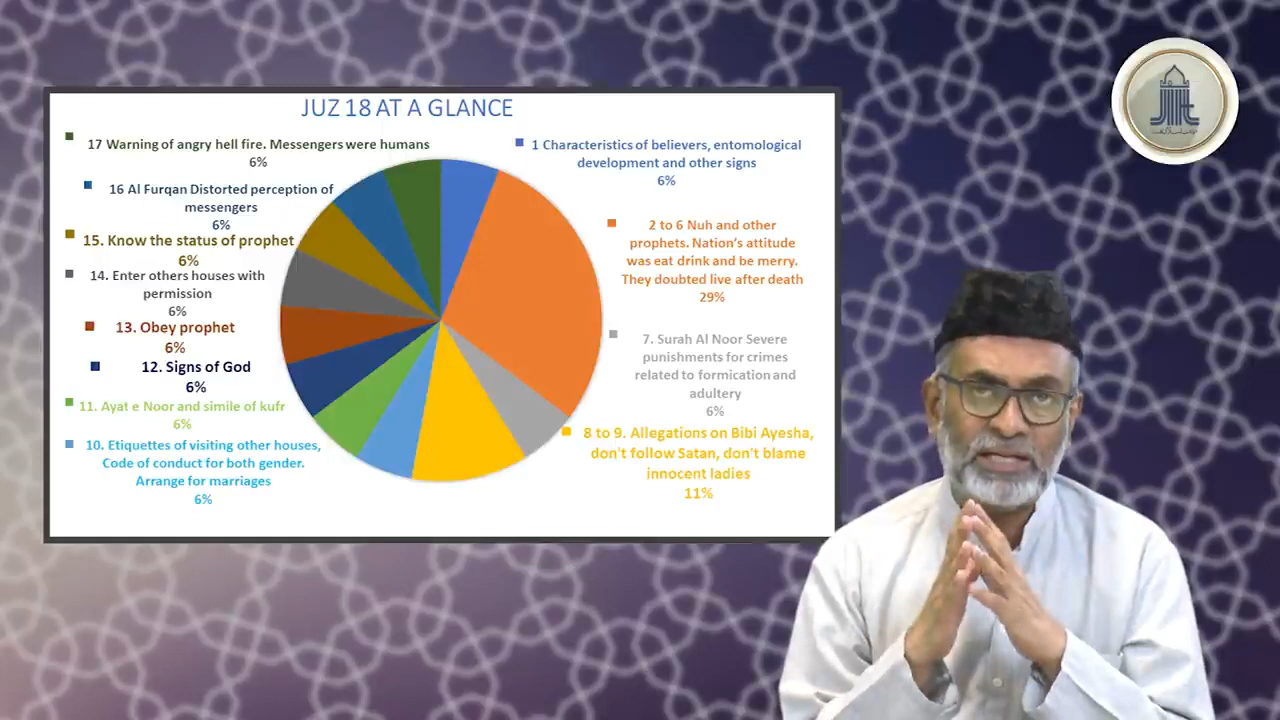 JUZ 18 AT A GLANCE
17 Warning of angry hell fire. Messengers were humans
6%
16 Al Furqan Distorted perception of
messengers
6%
15. Know the status of prophet
6%
14. Enter others houses with
permission
6%
13. Obey prophet
6%
12. Signs of God
6%
11. Ayat e Noor and simile of kufr
6%
10. Etiquettes of visiting other houses,
Code of conduct for both gender.
Arrange for marriages
6%
1 Characteristics of believers, entomological
development and other signs
6%
2 to 6 Nuh and other
prophets. Nation's attitude
was eat drink and be merry.
They doubted live after death
29%
7. Surah Al Noor Severe
punishments for crimes
related to formication and
adultery
6%
8 to 9. Allegations on Bibi Ayesha,
don't follow Satan, don't blame
innocent ladies
11%